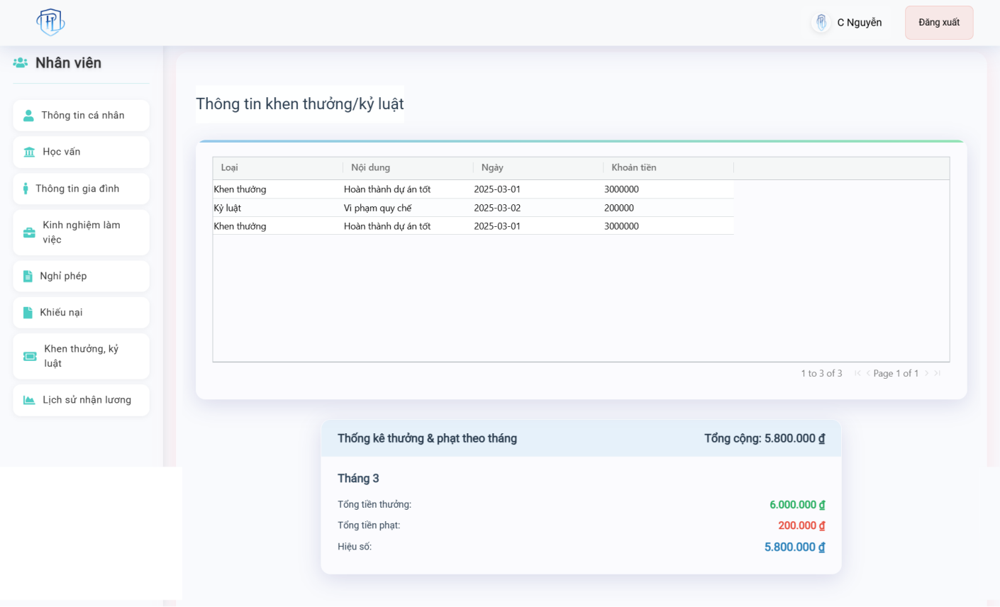 C Nguyễn
Đăng xuất
Nhân viên
Thông tin cá nhân
Học vấn
Thông tin gia đình
Kinh nghiệm làm
việc
Nghỉ phép
Khiếu nại
Khen thưởng, kỷ
luật
Lịch sử nhận lương
Thông tin khen thưởng/kỷ luật
Loại Nội dung Ngày Khoản tiền
Khen thưởng Hoàn thành dự án tốt 2025-03-01 3000000
Kỷ luật Vi phạm quy chế 2025-03-02 200000
Khen thưởng Hoàn thành dự án tốt 2025-03-01 3000000
1 to 3 of 3 Page 1 of 1
Thống kê thưởng & phạt theo tháng Tổng cộng: 5.800.000 ₫
Tháng 3
Tổng tiền thưởng: 6.000.000 ₫
Tổng tiền phạt: 200.000 ₫
Hiệu số: 5.800.000 ₫